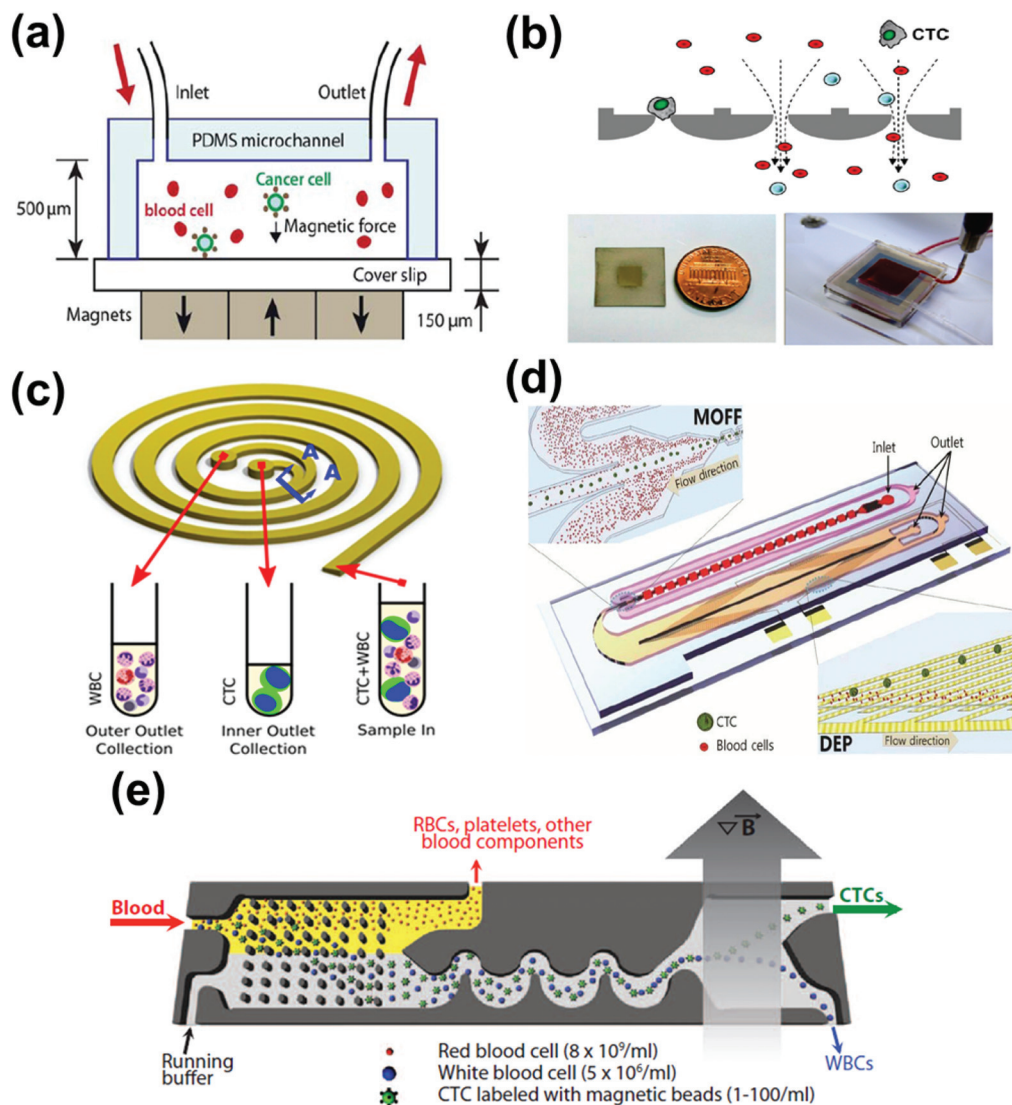 (a)
Inlet
Outlet
PDMS microchannel
500 μm
Cancer cell
blood cell
Magnetic force
Cover slip
Magnets
150 μm
(b)
CTC
(c)
A
A
WBC
CTC
CTC+WBC
Outer Outlet
Collection
Inner Outlet
Collection
Sample In
(d)
MOFF
Flow direction
Inlet
Outlet
CTC
Blood cells
DEP
Flow direction
(e)
RBCs, platelets, other
blood components
▽B
Blood
CTCs
Running
buffer
WBCs
Red blood cell (8 x 10⁹/ml)
White blood cell (5 x 10⁶/ml)
CTC labeled with magnetic beads (1-100/ml)